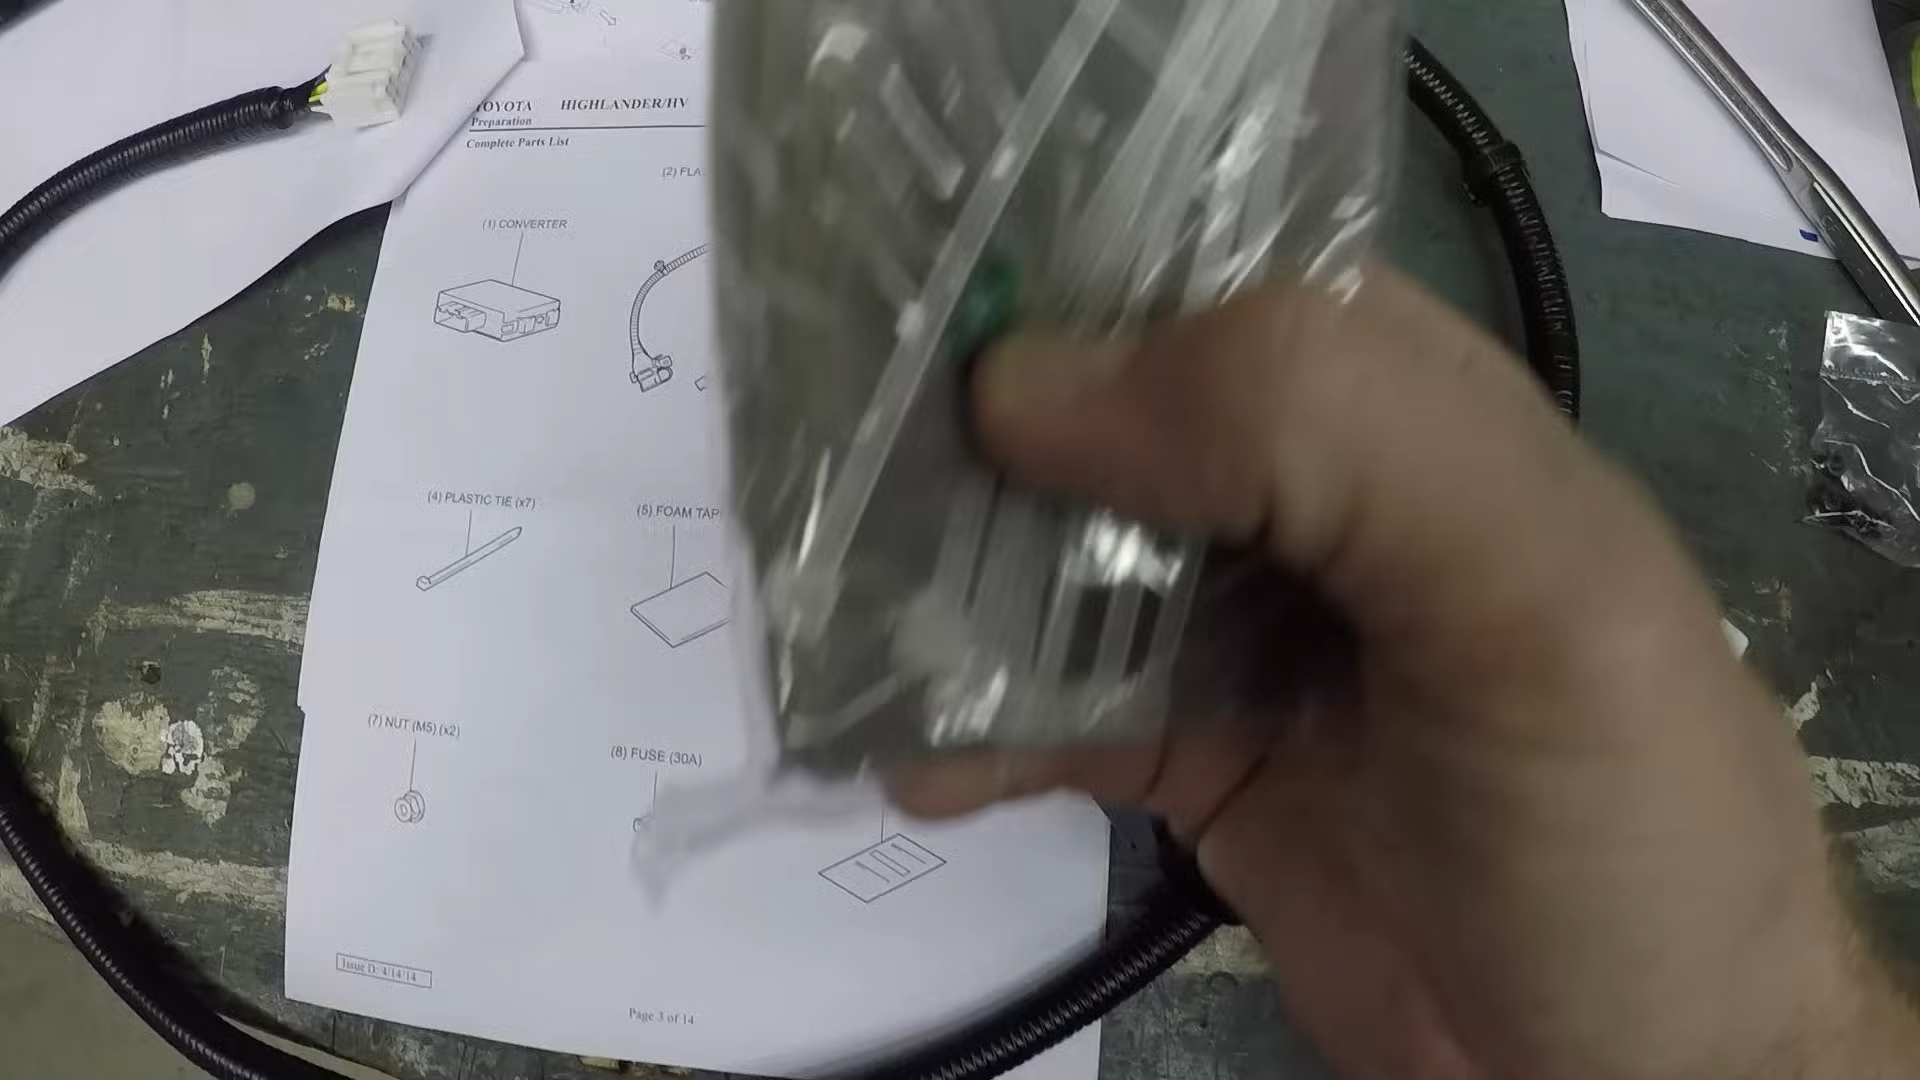 TOYOTA HIGHLANDER/HV
Preparation
Complete Parts List
(2) FLA
(1) CONVERTER
(4) PLASTIC TIE (x7)
(5) FOAM TAP
(7) NUT (M5) (x2)
(8) FUSE (30A)
Issue D: 4/14/14
Page 3 of 14